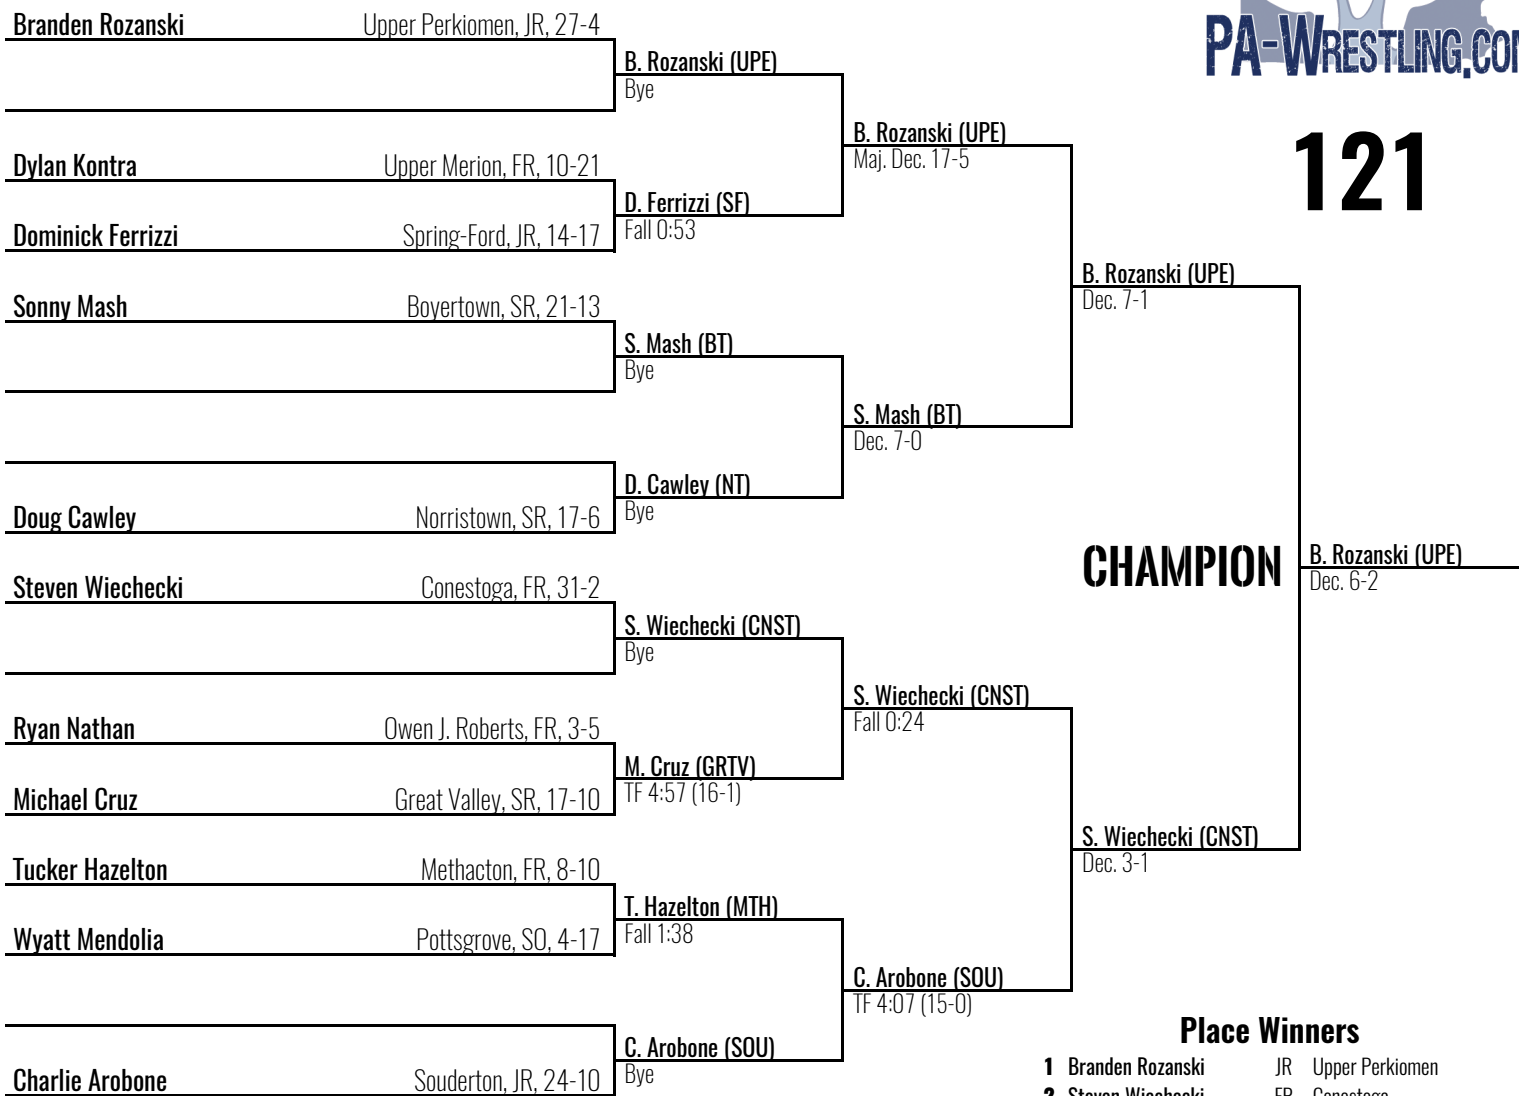 Branden Rozanski Upper Perkiomen, JR, 27-4
PA-WRESTLING.CO
B. Rozanski (UPE)
Bye
121
B. Rozanski (UPE)
Maj. Dec. 17-5
Dylan Kontra Upper Merion, FR, 10-21
D. Ferrizzi (SF)
Fall 0:53
Dominick Ferrizzi Spring-Ford, JR, 14-17
B. Rozanski (UPE)
Dec. 7-1
Sonny Mash Boyertown, SR, 21-13
S. Mash (BT)
Bye
S. Mash (BT)
Dec. 7-0
D. Cawley (NT)
Bye
Doug Cawley Norristown, SR, 17-6
CHAMPION
B. Rozanski (UPE)
Dec. 6-2
Steven Wiechecki Conestoga, FR, 31-2
S. Wiechecki (CNST)
Bye
S. Wiechecki (CNST)
Fall 0:24
Ryan Nathan Owen J. Roberts, FR, 3-5
M. Cruz (GRTV)
TF 4:57 (16-1)
Michael Cruz Great Valley, SR, 17-10
S. Wiechecki (CNST)
Dec. 3-1
Tucker Hazelton Methacton, FR, 8-10
T. Hazelton (MTH)
Fall 1:38
Wyatt Mendolia Pottsgrove, SO, 4-17
C. Arobone (SOU)
TF 4:07 (15-0)
C. Arobone (SOU)
Bye
Charlie Arobone Souderton, JR, 24-10
Place Winners
1 Branden Rozanski JR Upper Perkiomen
2 Steven Wiechecki FR Conestoga